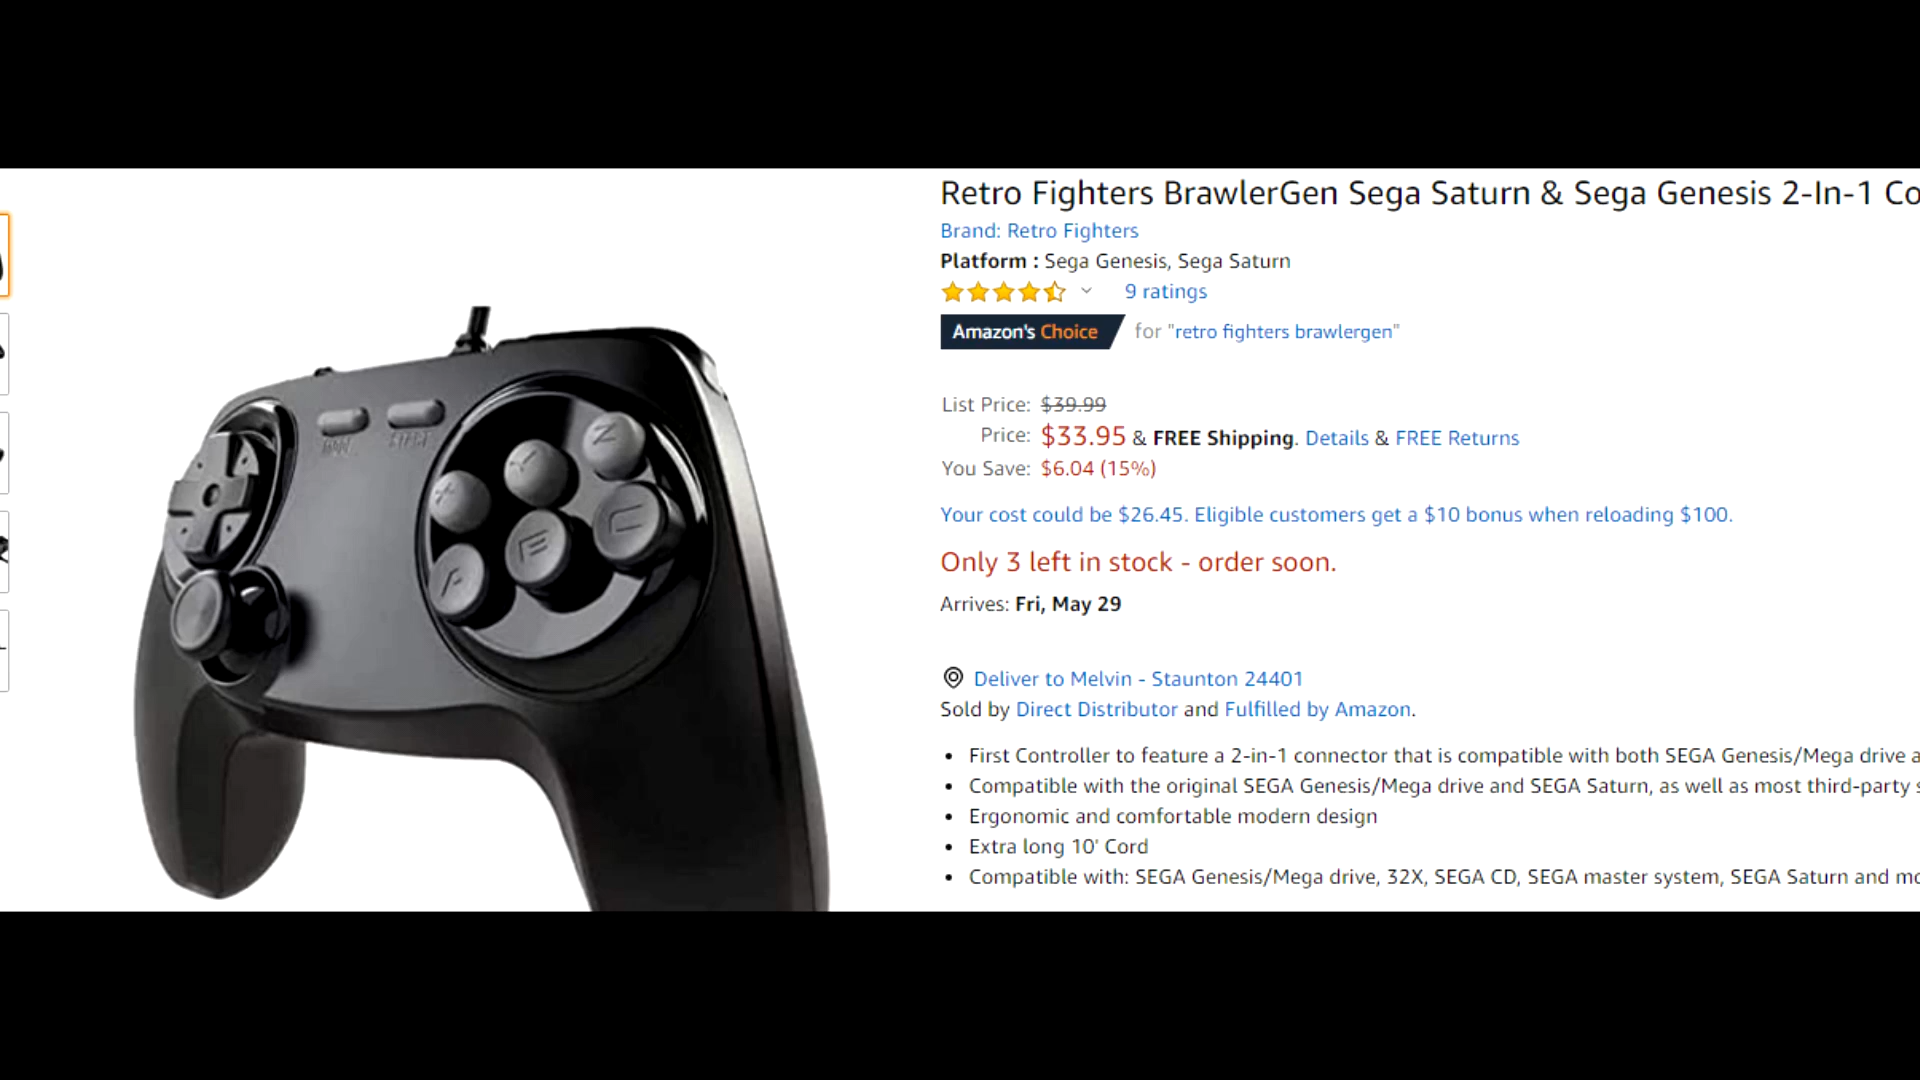 Retro Fighters BrawlerGen Sega Saturn & Sega Genesis 2-In-1 Co
Brand: Retro Fighters
Platform : Sega Genesis, Sega Saturn
9 ratings
Amazon's Choice for "retro fighters brawlergen"
List Price: $39.99
Price: $33.95 & FREE Shipping. Details & FREE Returns
You Save: $6.04 (15%)
Your cost could be $26.45. Eligible customers get a $10 bonus when reloading $100.
Only 3 left in stock - order soon.
Arrives: Fri, May 29
Deliver to Melvin - Staunton 24401
Sold by Direct Distributor and Fulfilled by Amazon.
• First Controller to feature a 2-in-1 connector that is compatible with both SEGA Genesis/Mega drive a
• Compatible with the original SEGA Genesis/Mega drive and SEGA Saturn, as well as most third-party s
• Ergonomic and comfortable modern design
• Extra long 10' Cord
• Compatible with: SEGA Genesis/Mega drive, 32X, SEGA CD, SEGA master system, SEGA Saturn and mo